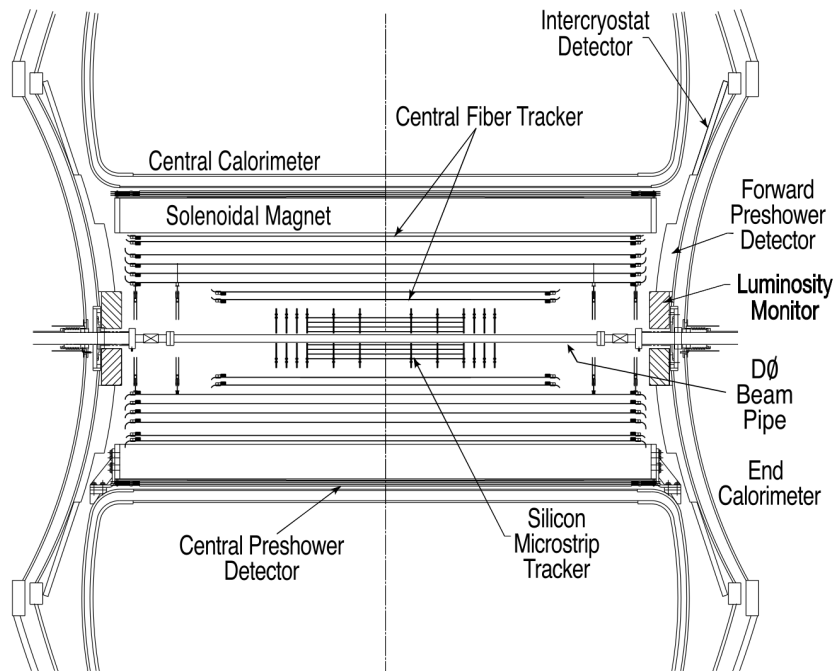 Intercryostat
Detector
Central Fiber Tracker
Central Calorimeter
Solenoidal Magnet
Forward
Preshower
Detector
Luminosity
Monitor
DØ
Beam
Pipe
End
Calorimeter
Silicon
Microstrip
Tracker
Central Preshower
Detector